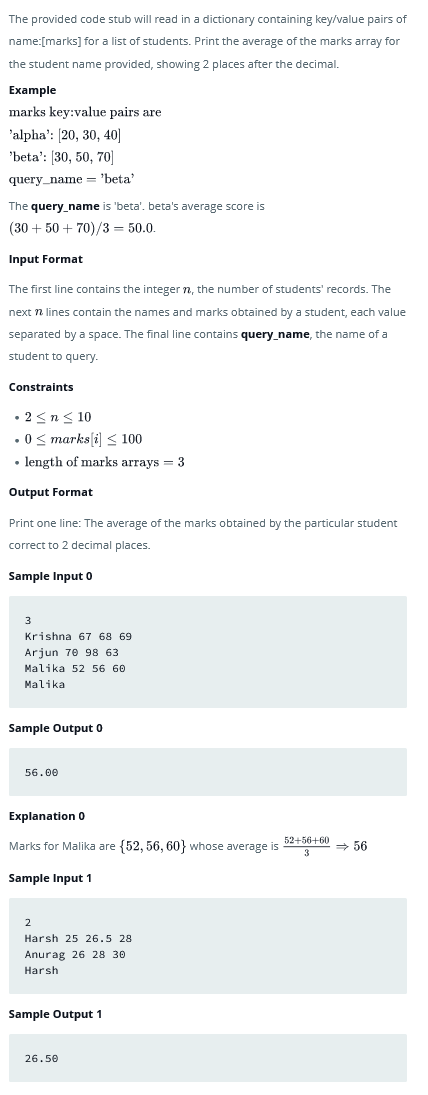 The provided code stub will read in a dictionary containing key/value pairs of
name:[marks] for a list of students. Print the average of the marks array for
the student name provided, showing 2 places after the decimal.
Example
marks key:value pairs are
'alpha': [20, 30, 40]
'beta': [30, 50, 70]
query_name = 'beta'
The query_name is 'beta'. beta's average score is
(30 + 50 + 70)/3 = 50.0.
Input Format
The first line contains the integer n, the number of students' records. The
next n lines contain the names and marks obtained by a student, each value
separated by a space. The final line contains query_name, the name of a
student to query.
Constraints
• 2 ≤ n ≤ 10
• 0 ≤ marks[i] ≤ 100
• length of marks arrays = 3
Output Format
Print one line: The average of the marks obtained by the particular student
correct to 2 decimal places.
Sample Input 0
3
Krishna 67 68 69
Arjun 70 98 63
Malika 52 56 60
Malika
Sample Output 0
56.00
Explanation 0
Marks for Malika are {52, 56, 60} whose average is (52+56+60)/3 ⇒ 56
Sample Input 1
2
Harsh 25 26.5 28
Anurag 26 28 30
Harsh
Sample Output 1
26.50